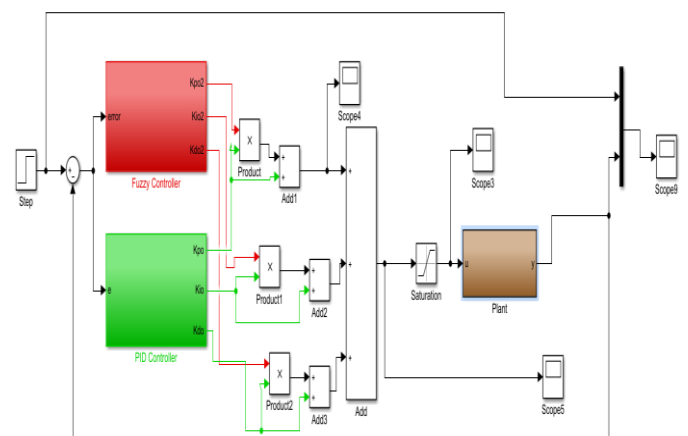 Kpo2
error
Kio2
Kdo2
Fuzzy Controller
Step
+
−
X
Product
+
+
Add1
Scope4
Kpo
e
Kio
Kdo
PID Controller
X
Product1
+
+
Add2
X
Product2
+
+
Add3
+
+
+
Add
Saturation
Scope3
u
y
Plant
Scope5
Scope9